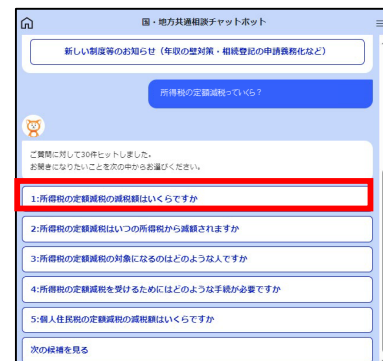 国・地方共通相談チャットボット
新しい制度等のお知らせ（年収の壁対策・相続登記の申請義務化など）
所得税の定額減税っていくら？
ご質問に対して30件ヒットしました。
お聞きになりたいことを次の中からお選びください。
1:所得税の定額減税の減税額はいくらですか
2:所得税の定額減税はいつの所得税から減額されますか
3:所得税の定額減税の対象になるのはどのような人ですか
4:所得税の定額減税を受けるためにはどのような手続が必要ですか
5:個人住民税の定額減税の減税額はいくらですか
次の候補を見る